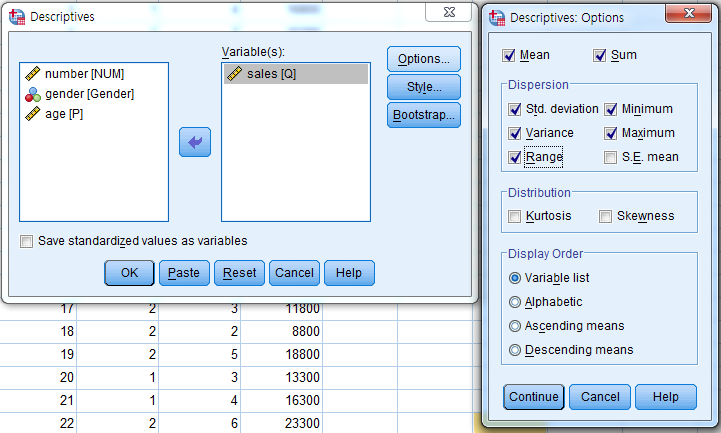 Descriptives
Variable(s):
number [NUM]
gender [Gender]
age [P]
sales [Q]
Options...
Style...
Bootstrap...
Save standardized values as variables
OK Paste Reset Cancel Help
17 2 3 11800
18 2 2 8800
19 2 5 18800
20 1 3 13300
21 1 4 16300
22 2 6 23300
Descriptives: Options
Mean Sum
Dispersion
Std. deviation Minimum
Variance Maximum
Range S.E. mean
Distribution
Kurtosis Skewness
Display Order
Variable list
Alphabetic
Ascending means
Descending means
Continue Cancel Help